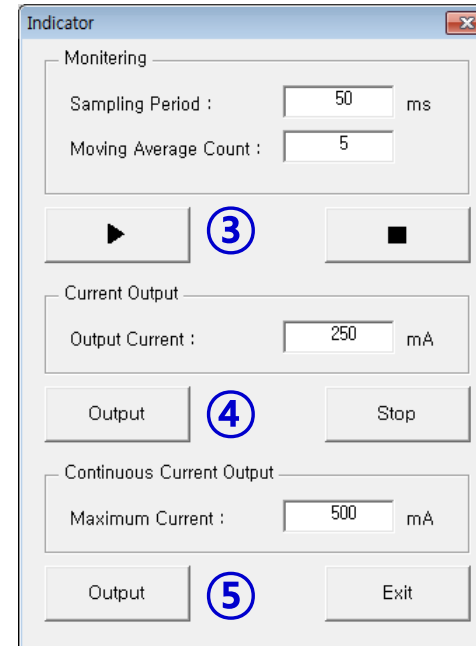 Indicator
Monitering
Sampling Period : 50 ms
Moving Average Count : 5
③
Current Output
Output Current : 250 mA
Output ④ Stop
Continuous Current Output
Maximum Current : 500 mA
Output ⑤ Exit